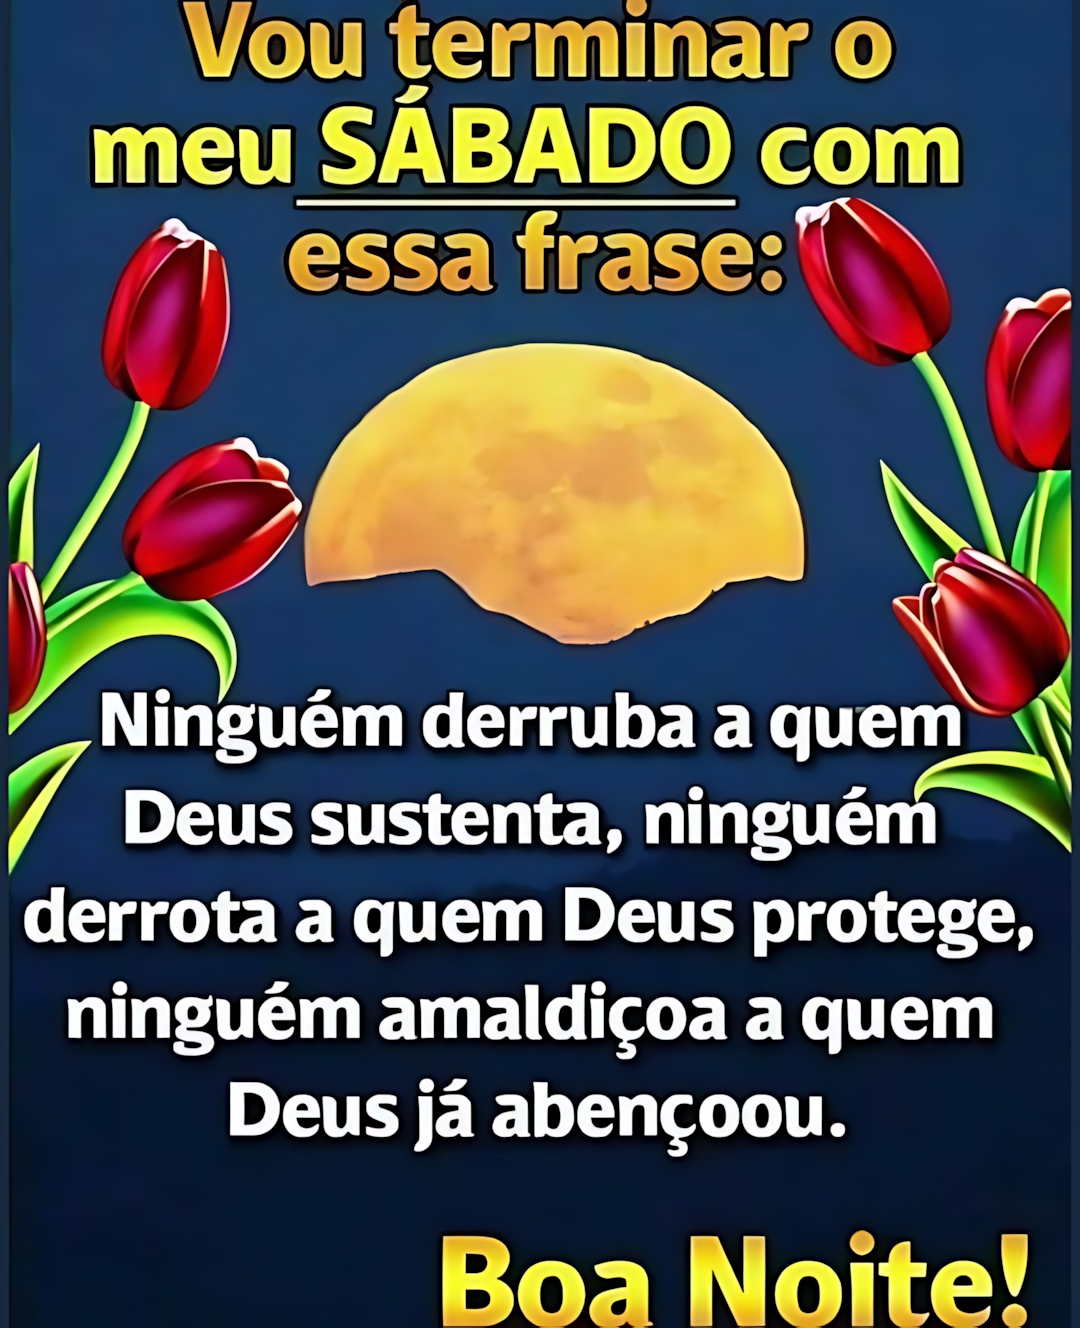 Vou terminar o
meu SÁBADO com
essa frase:
Ninguém derruba a quem
Deus sustenta, ninguém
derrota a quem Deus protege,
ninguém amaldiçoa a quem
Deus já abençoou.
Boa Noite!